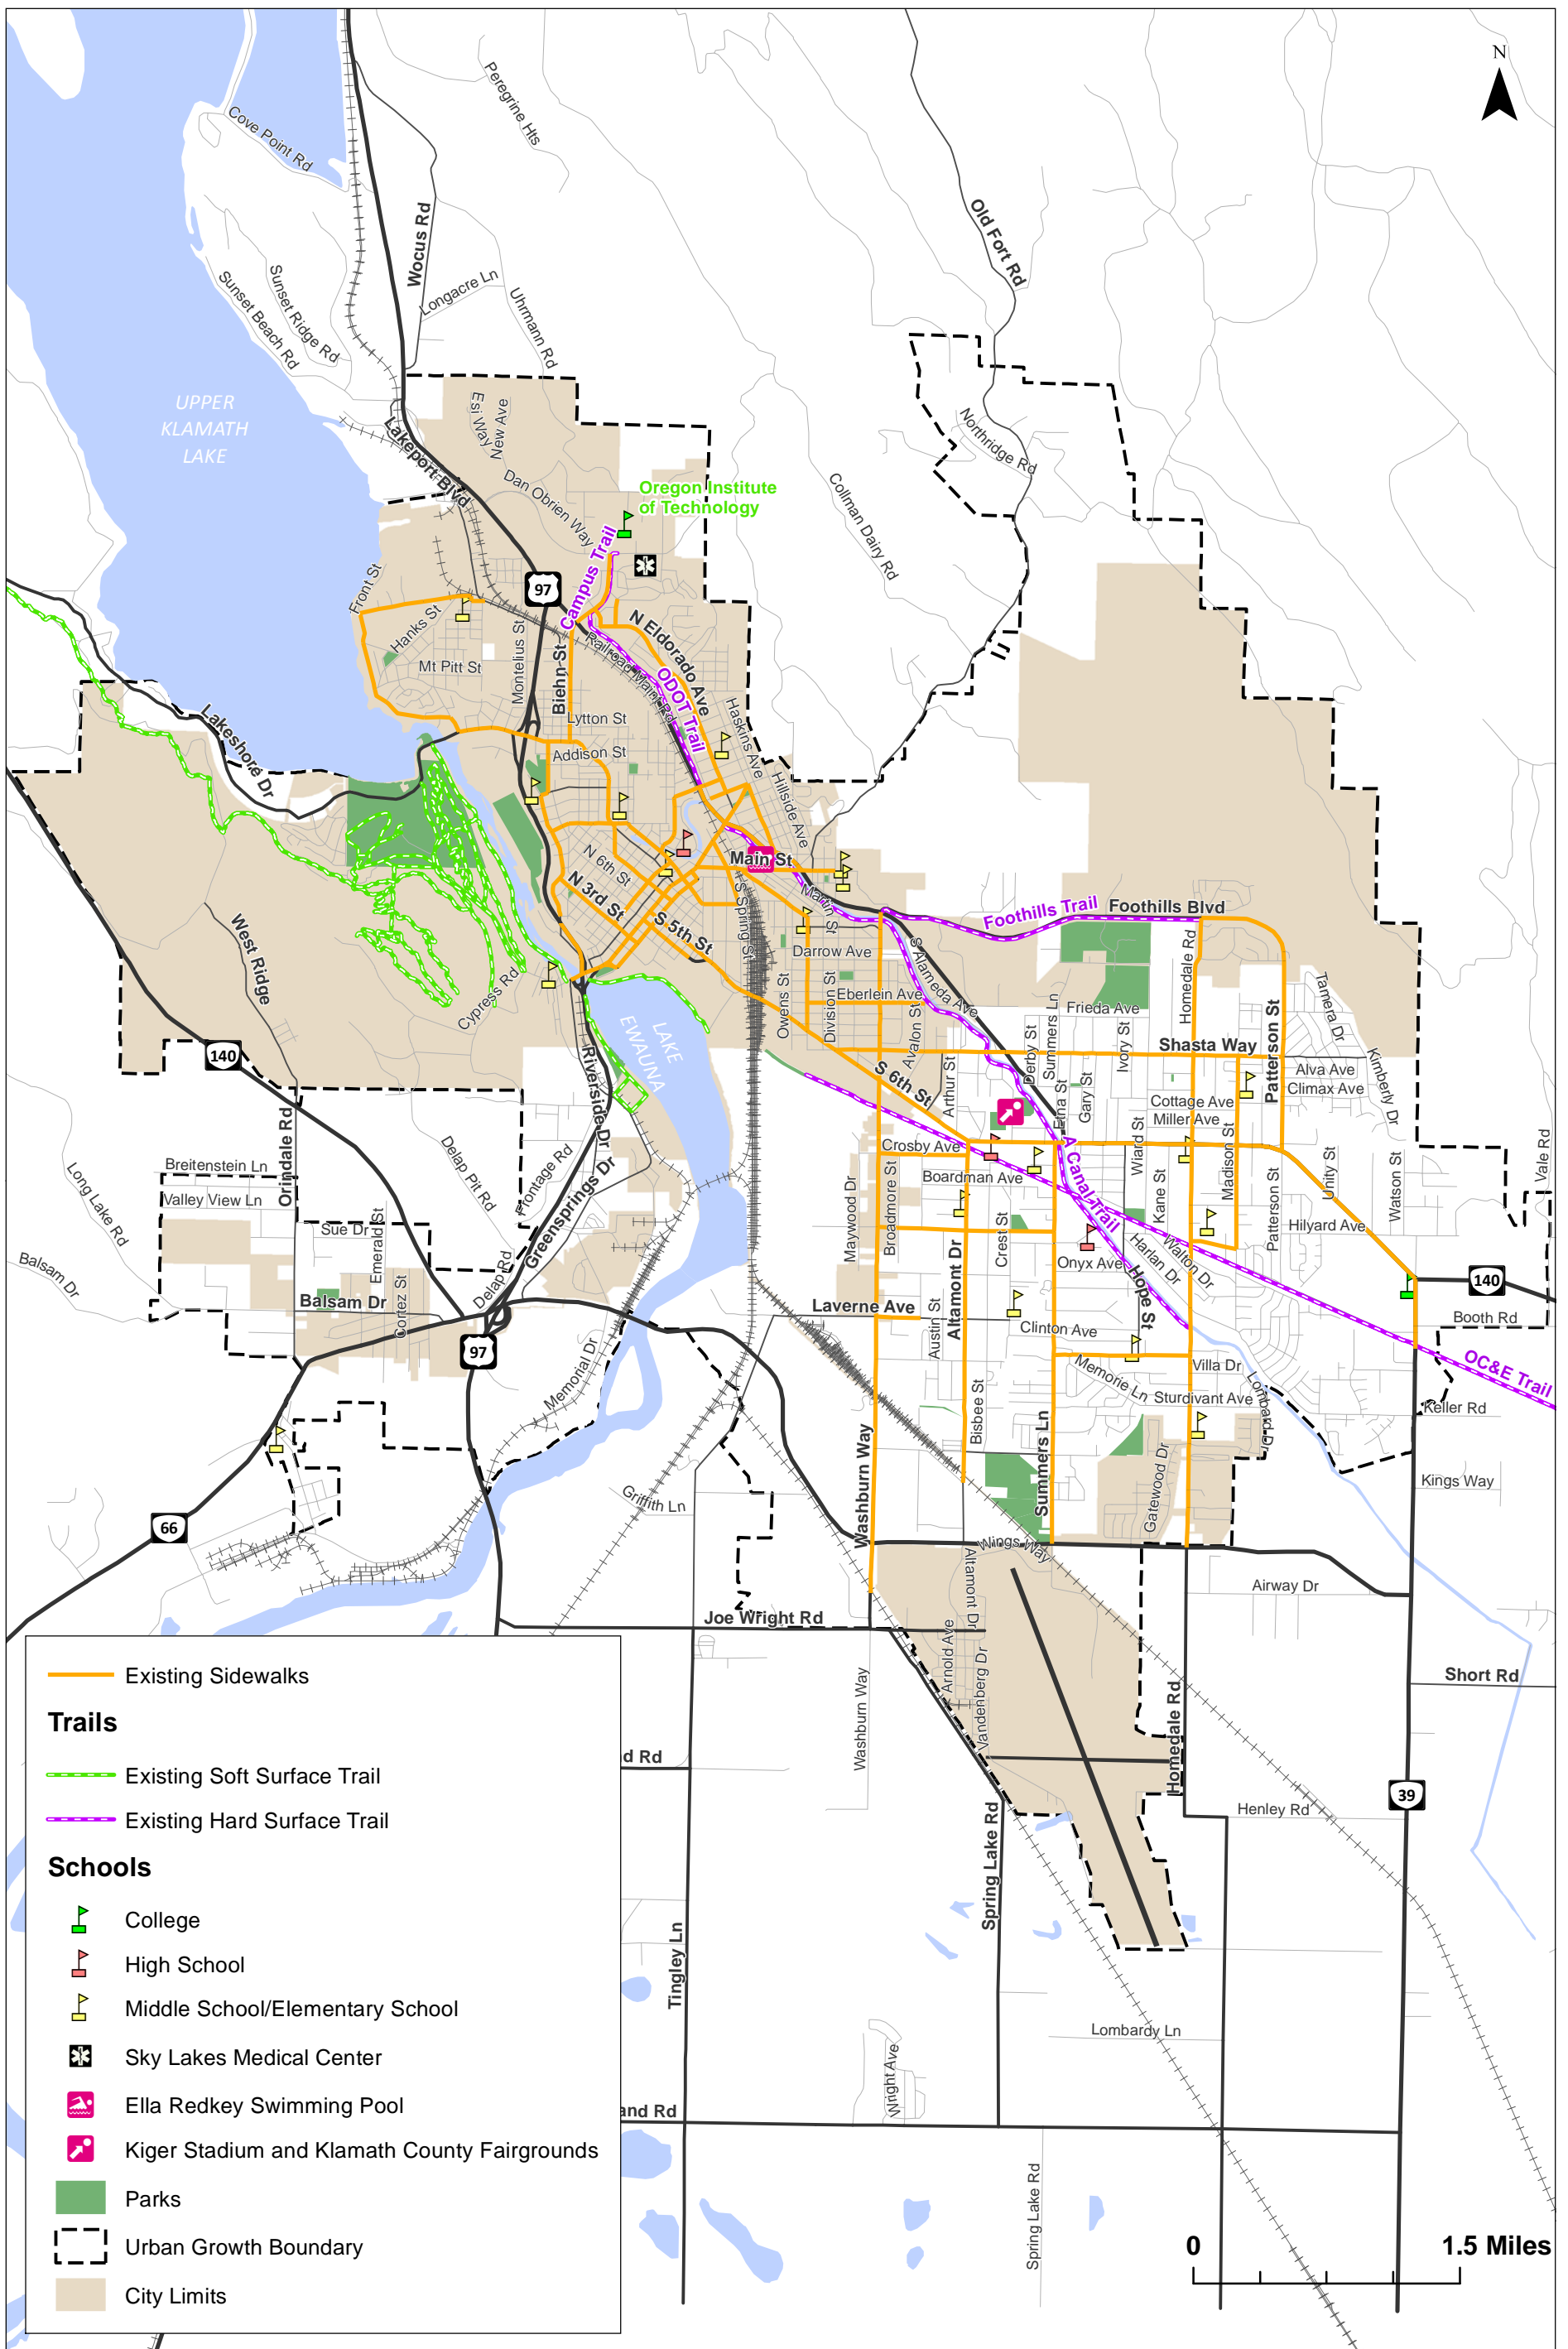 N
Peregrine Hts
Cove Point Rd
Wocus Rd
Old Fort Rd
Longacre Ln
Sunset Ridge Rd
Sunset Beach Rd
Uhrmann Rd
UPPER
KLAMATH
LAKE
Esi Way
New Ave
Lakeport Blvd
Northridge Rd
Dan Obrien Way
Oregon Institute
of Technology
Collman Dairy Rd
Campus Trail
97
Front St
Hanks St
Mt Pitt St
Montelius St
Biehn St
Railroad Main Rd
N Eldorado Ave
ODOT Trail
Haskins Ave
Lakeshore Dr
Lytton St
Addison St
Hillside Ave
Main St
N 6th St
N 3rd St
S 5th St
S Spring St
Martin St
Foothills Trail
Foothills Blvd
West Ridge
Cypress Rd
LAKE
EWAUNA
Darrow Ave
S Alameda Ave
Homedale Rd
Owens St
Division St
Eberlein Ave
Avalon St
Frieda Ave
Tamera Dr
Patterson St
Summers Ln
Derby St
Ivory St
Shasta Way
140
Riverside Dr
S 6th St
Arthur St
Etna St
Gary St
Alva Ave
Climax Ave
Kimberly Dr
Cottage Ave
Miller Ave
Orindale Rd
Crosby Ave
A Canal Trail
Wiard St
Madison St
Vale Rd
Breitenstein Ln
Valley View Ln
Long Lake Rd
Delap Pit Rd
Frontage Rd
Greensprings Dr
Boardman Ave
Maywood Dr
Broadmore St
Kane St
Patterson St
Unity St
Watson St
Sue Dr
Emerald St
Crest St
Hilyard Ave
Harlan Dr
Walton Dr
Balsam Dr
Balsam Dr
Cortez St
Delap Rd
Altamont Dr
Onyx Ave
Hope St
140
Laverne Ave
Booth Rd
Austin St
Clinton Ave
97
Memorial Dr
Villa Dr
OC&E Trail
Memorie Ln
Sturdivant Ave
Lombard Dr
Bisbee St
Keller Rd
Washburn Way
Summers Ln
Gatewood Dr
Kings Way
Griffith Ln
66
Wings Way
Altamont Dr
Airway Dr
Joe Wright Rd
Arnold Ave
Vandenberg Dr
Washburn Way
Homedale Rd
Short Rd
nd Rd
39
Henley Rd
Spring Lake Rd
Tingley Ln
Lombardy Ln
Wright Ave
and Rd
Spring Lake Rd
0
1.5 Miles
Existing Sidewalks
Trails
Existing Soft Surface Trail
Existing Hard Surface Trail
Schools
College
High School
Middle School/Elementary School
Sky Lakes Medical Center
Ella Redkey Swimming Pool
Kiger Stadium and Klamath County Fairgrounds
Parks
Urban Growth Boundary
City Limits